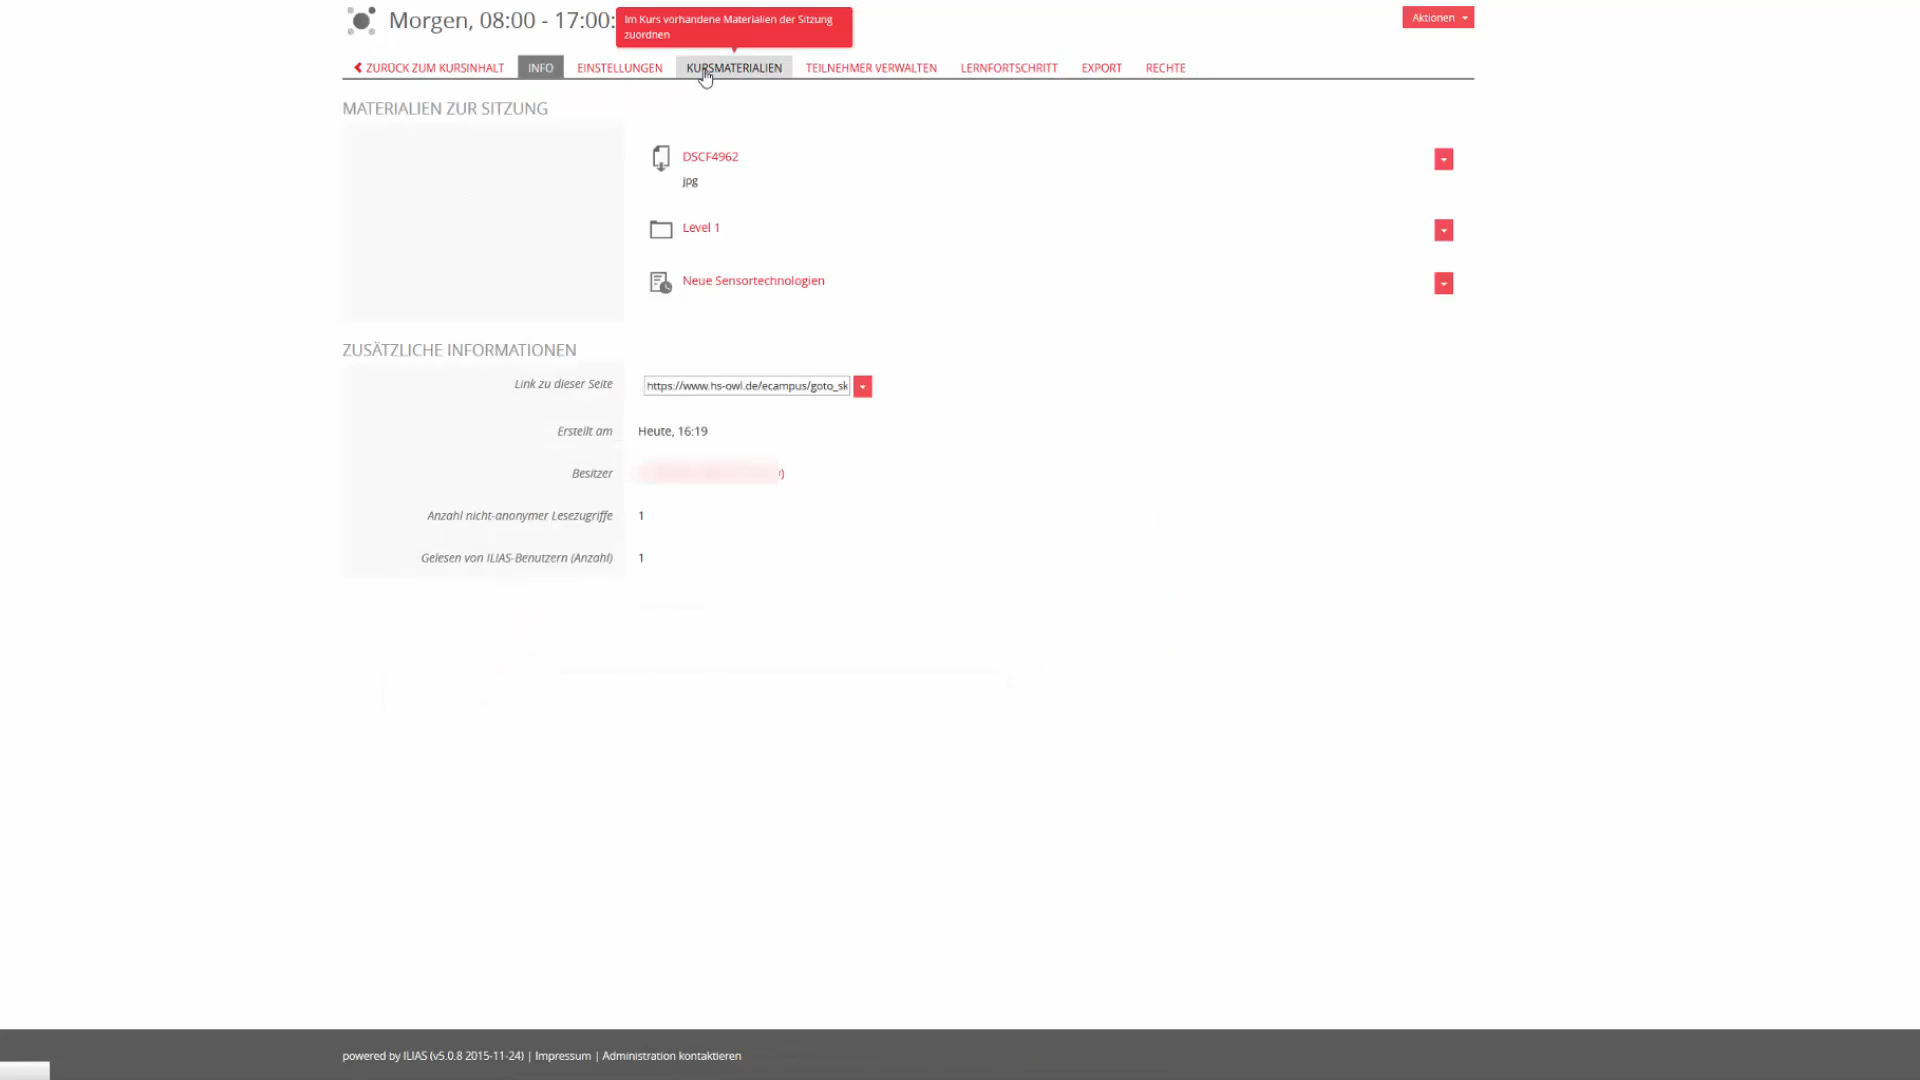 Morgen, 08:00 - 17:00:
Im Kurs vorhandene Materialien der Sitzung
zuordnen
Aktionen
ZURÜCK ZUM KURSINHALT INFO EINSTELLUNGEN KURSMATERIALIEN TEILNEHMER VERWALTEN LERNFORTSCHRITT EXPORT RECHTE
MATERIALIEN ZUR SITZUNG
DSCF4962
jpg
Level 1
Neue Sensortechnologien
ZUSÄTZLICHE INFORMATIONEN
Link zu dieser Seite https://www.hs-owl.de/ecampus/goto_sk
Erstellt am Heute, 16:19
Besitzer
Anzahl nicht-anonymer Lesezugriffe 1
Gelesen von ILIAS-Benutzern (Anzahl) 1
powered by ILIAS (v5.0.8 2015-11-24) | Impressum | Administration kontaktieren